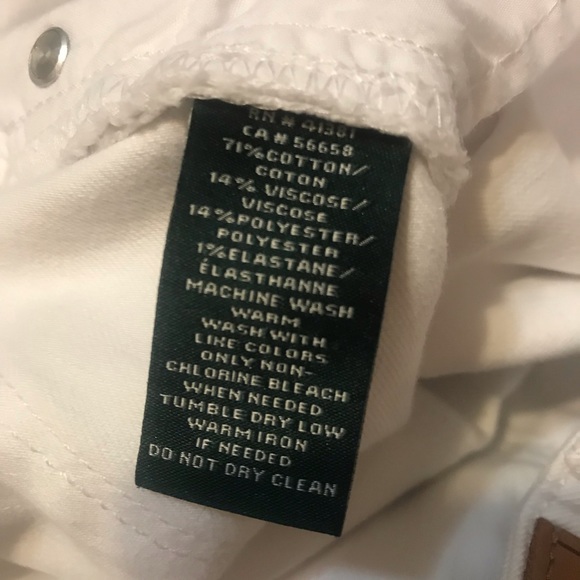 RN # 41381
CA # 56658
71%COTTON/
COTON
14% VISCOSE/
VISCOSE
14%POLYESTER/
POLYESTER
1%ELASTANE/
ÉLASTHANNE
MACHINE WASH
WARM
WASH WITH
LIKE COLORS
ONLY NON-
CHLORINE BLEACH
WHEN NEEDED
TUMBLE DRY LOW
WARM IRON
IF NEEDED
DO NOT DRY CLEAN